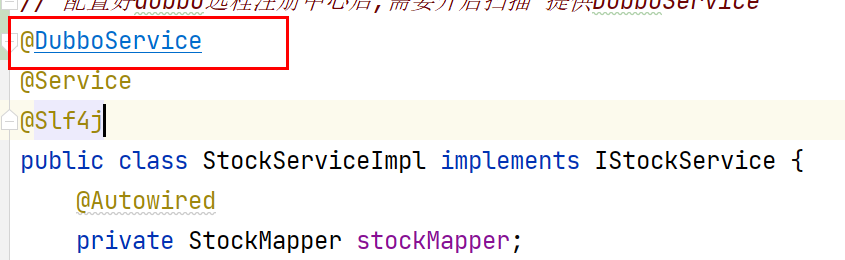 // 配置好dubbo远程注册中心后,需要开启扫描 提供DubboService
@DubboService
@Service
@Slf4j
public class StockServiceImpl implements IStockService {
@Autowired
private StockMapper stockMapper;